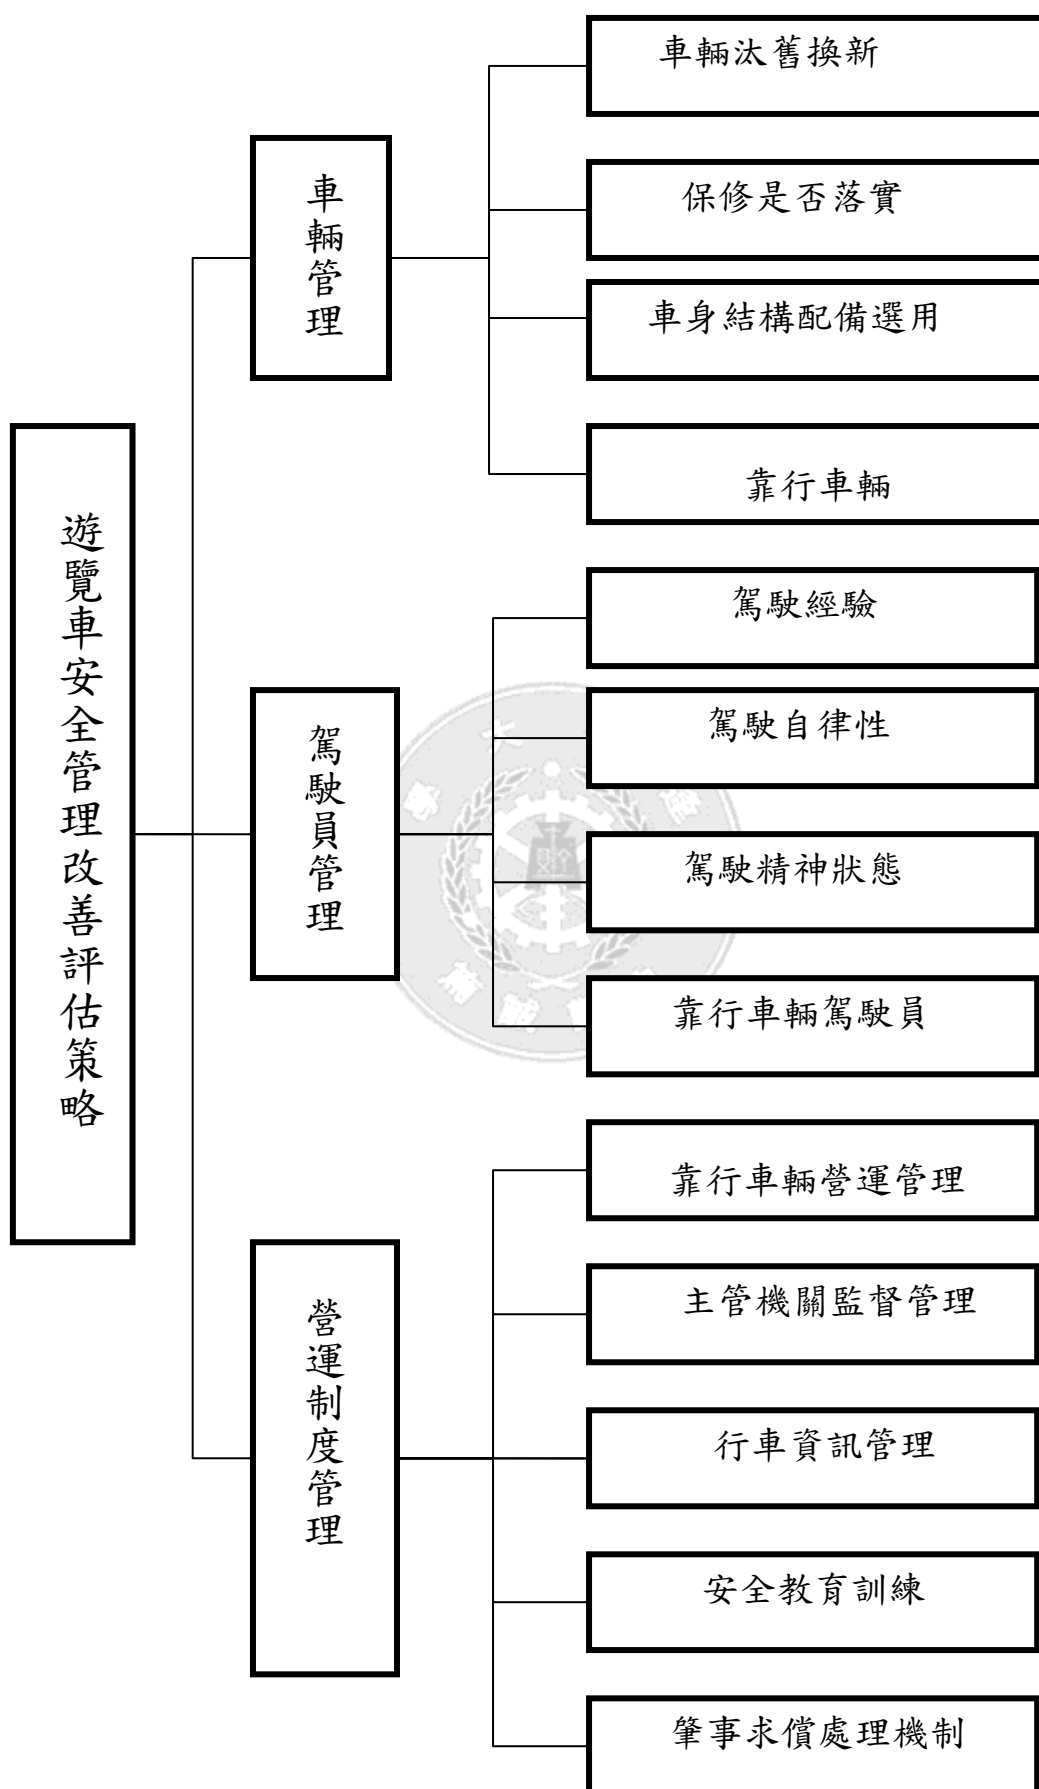 遊覽車安全管理改善評估策略
車輛管理
車輛汰舊換新
保修是否落實
車身結構配備選用
靠行車輛
駕駛員管理
駕駛經驗
駕駛自律性
駕駛精神狀態
靠行車輛駕駛員
營運制度管理
靠行車輛營運管理
主管機關監督管理
行車資訊管理
安全教育訓練
肇事求償處理機制